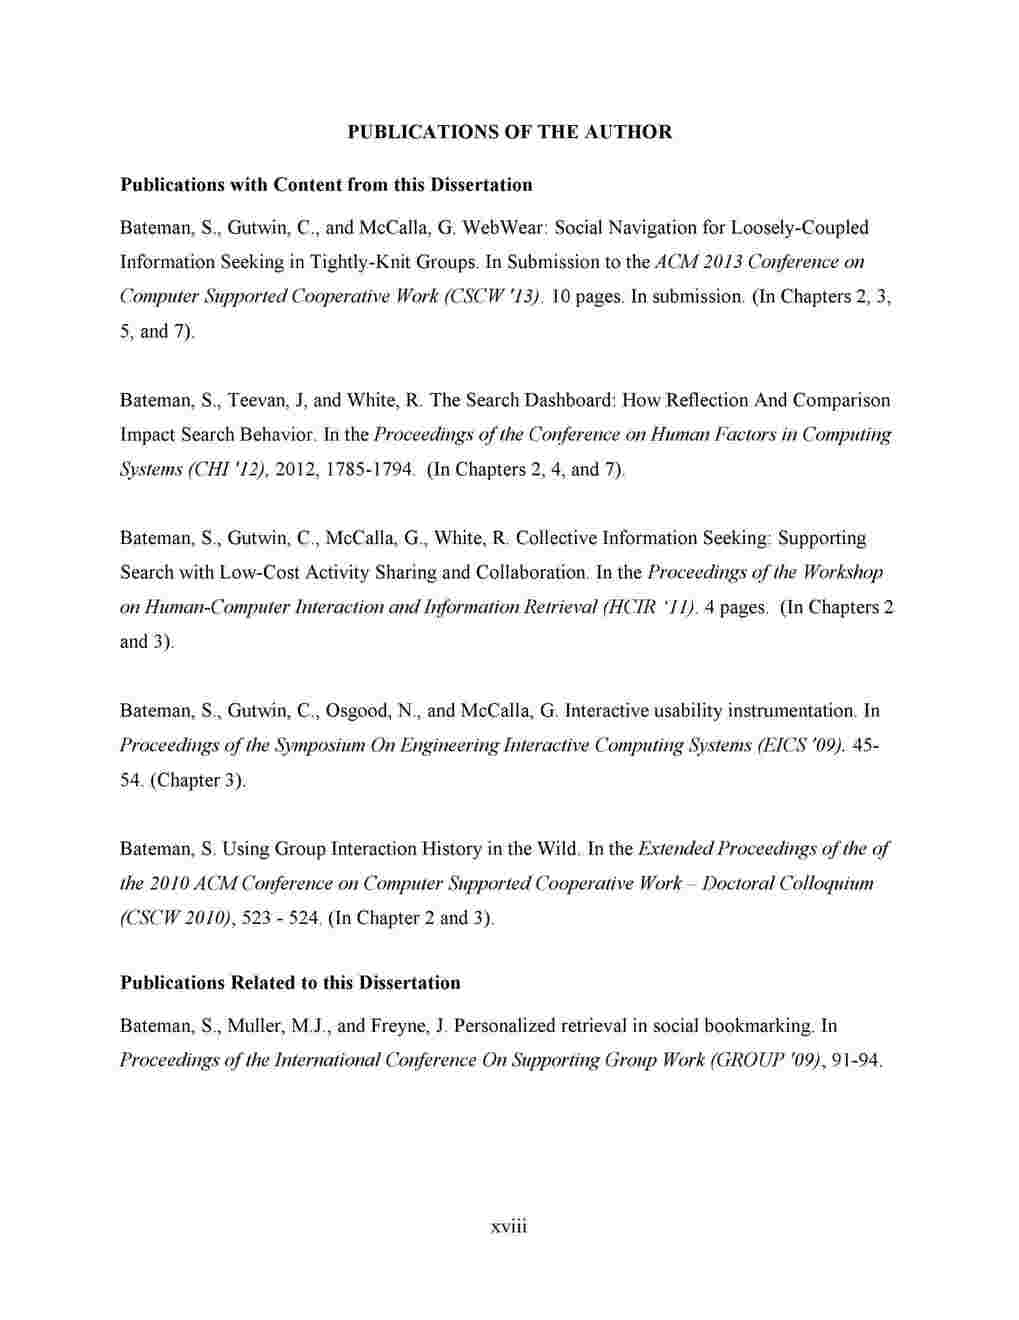 PUBLICATIONS OF THE AUTHOR
Publications with Content from this Dissertation
Bateman, S., Gutwin, C., and McCalla, G. WebWear: Social Navigation for Loosely-Coupled
Information Seeking in Tightly-Knit Groups. In Submission to the ACM 2013 Conference on
Computer Supported Cooperative Work (CSCW '13). 10 pages. In submission. (In Chapters 2, 3,
5, and 7).
Bateman, S., Teevan, J, and White, R. The Search Dashboard: How Reflection And Comparison
Impact Search Behavior. In the Proceedings of the Conference on Human Factors in Computing
Systems (CHI '12), 2012, 1785-1794.  (In Chapters 2, 4, and 7).
Bateman, S., Gutwin, C., McCalla, G., White, R. Collective Information Seeking: Supporting
Search with Low-Cost Activity Sharing and Collaboration. In the Proceedings of the Workshop
on Human-Computer Interaction and Information Retrieval (HCIR ‘11). 4 pages.  (In Chapters 2
and 3).
Bateman, S., Gutwin, C., Osgood, N., and McCalla, G. Interactive usability instrumentation. In
Proceedings of the Symposium On Engineering Interactive Computing Systems (EICS '09). 45-
54. (Chapter 3).
Bateman, S. Using Group Interaction History in the Wild. In the Extended Proceedings of the of
the 2010 ACM Conference on Computer Supported Cooperative Work – Doctoral Colloquium
(CSCW 2010), 523 - 524. (In Chapter 2 and 3).
Publications Related to this Dissertation
Bateman, S., Muller, M.J., and Freyne, J. Personalized retrieval in social bookmarking. In
Proceedings of the International Conference On Supporting Group Work (GROUP '09), 91-94.
xviii